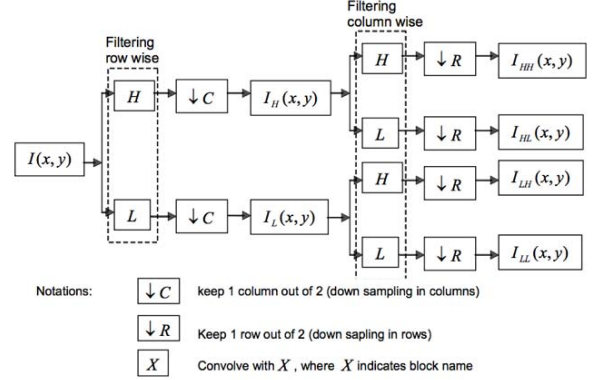 Filtering
column wise
Filtering
row wise
H
↓ R
I_HH (x, y)
H
↓ C
I_H (x, y)
L
↓ R
I_HL (x, y)
I(x, y)
H
↓ R
I_LH (x, y)
L
↓ C
I_L (x, y)
L
↓ R
I_LL (x, y)
Notations:
↓ C
keep 1 column out of 2 (down sampling in columns)
↓ R
Keep 1 row out of 2 (down sapling in rows)
X
Convolve with X , where X indicates block name